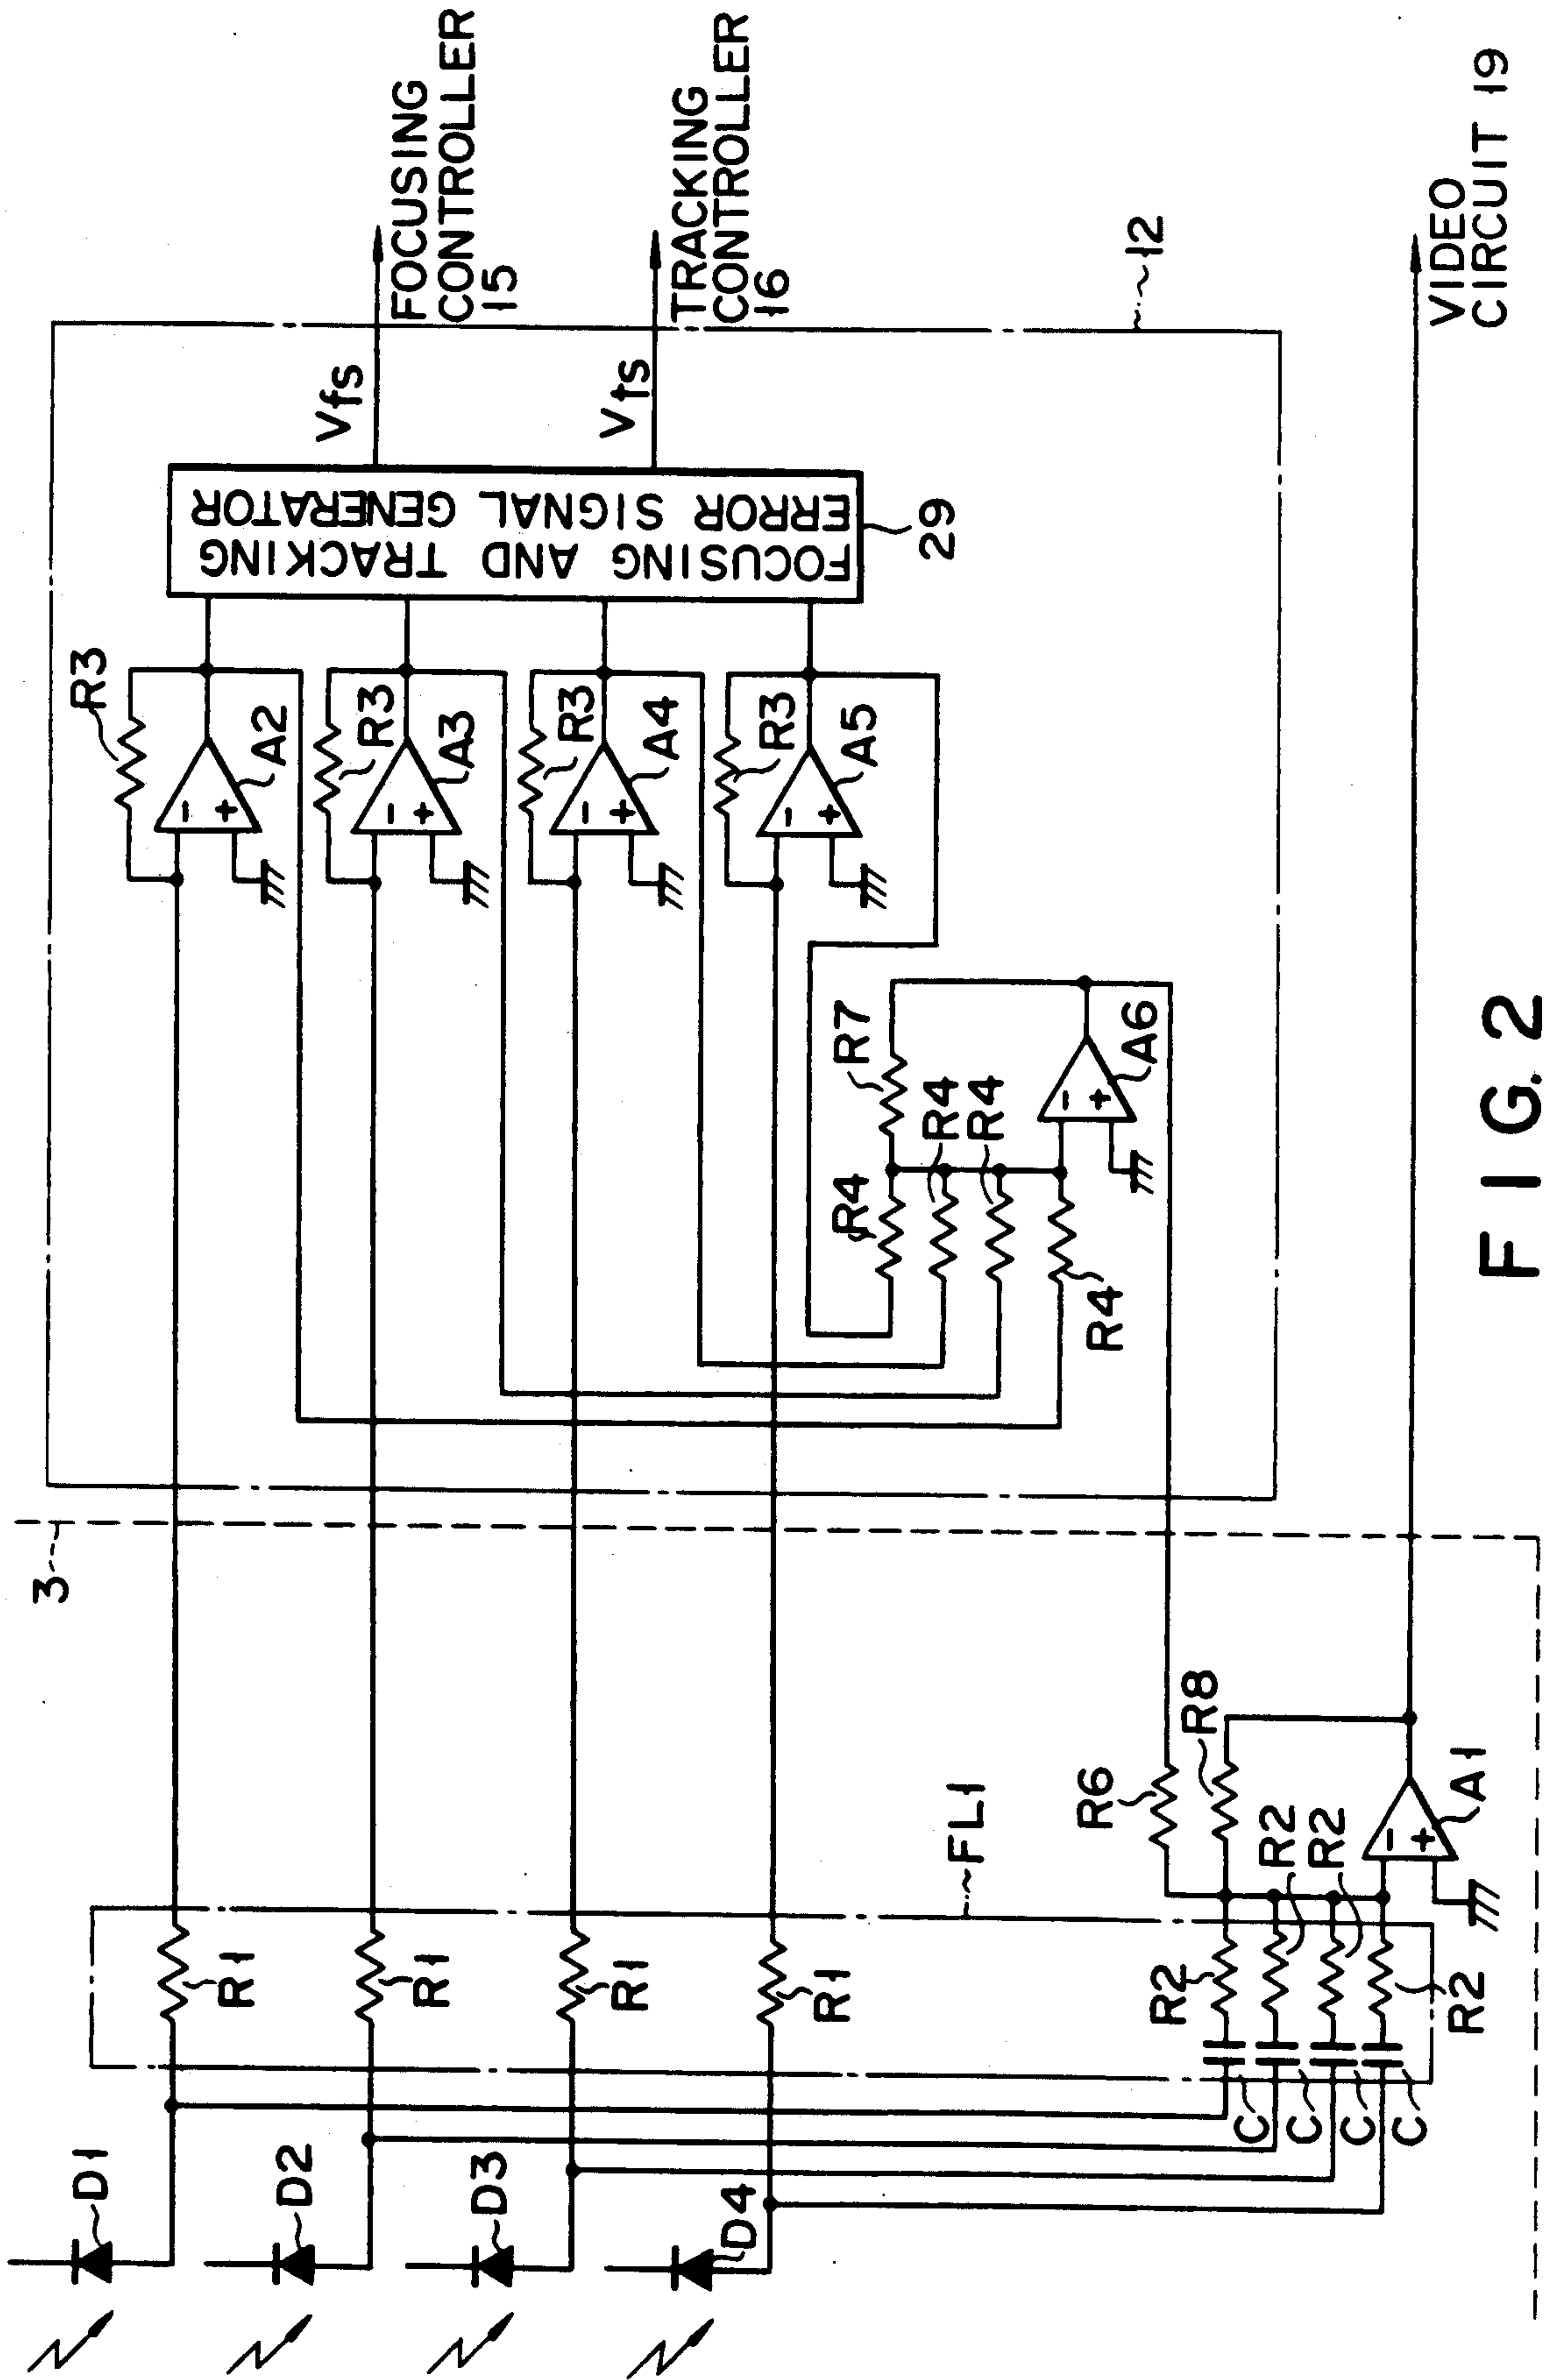 3
12
R3
R3
R3
R3
A2
A3
A4
A5
FOCUSING AND TRACKING
ERROR SIGNAL GENERATOR
29
Vfs
Vts
FOCUSING
CONTROLLER
15
TRACKING
CONTROLLER
16
R7
R4
R4
R4
R4
A6
D1
D2
D3
D4
R1
R1
R1
R1
FL1
R6
R8
R2
R2
R2
R2
C
C
C
C
A1
VIDEO
CIRCUIT 19
FIG. 2
-
+
-
+
-
+
-
+
-
+
-
+